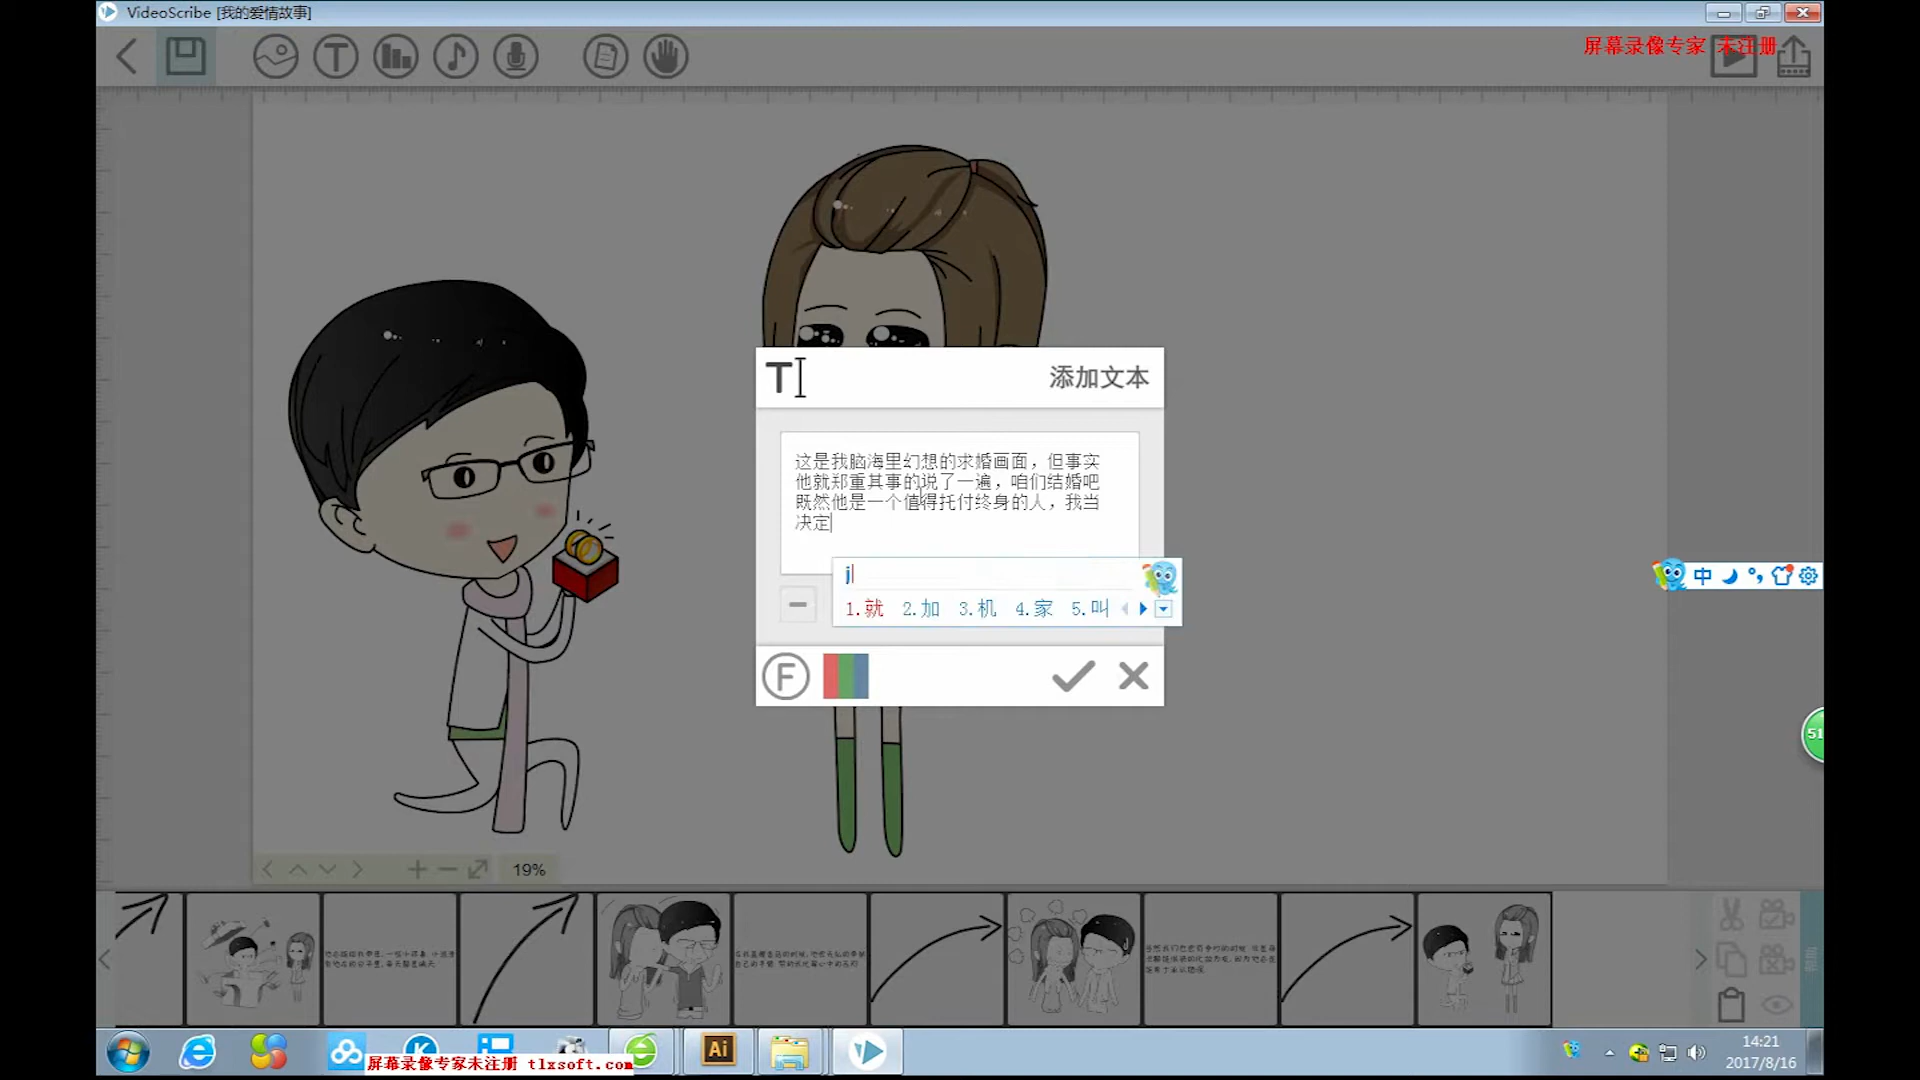 VideoScribe [我的爱情故事]
屏幕录像专家 未注册
T
添加文本
这是我脑海里幻想的求婚画面，但事实
他就郑重其事的说了一遍，咱们结婚吧
既然他是一个值得托付终身的人，我当
决定
j
1.就 2.加 3.机 4.家 5.叫
中
F
51
19%
Ai
屏幕录像专家未注册 tlxsoft.com
14:21
2017/8/16